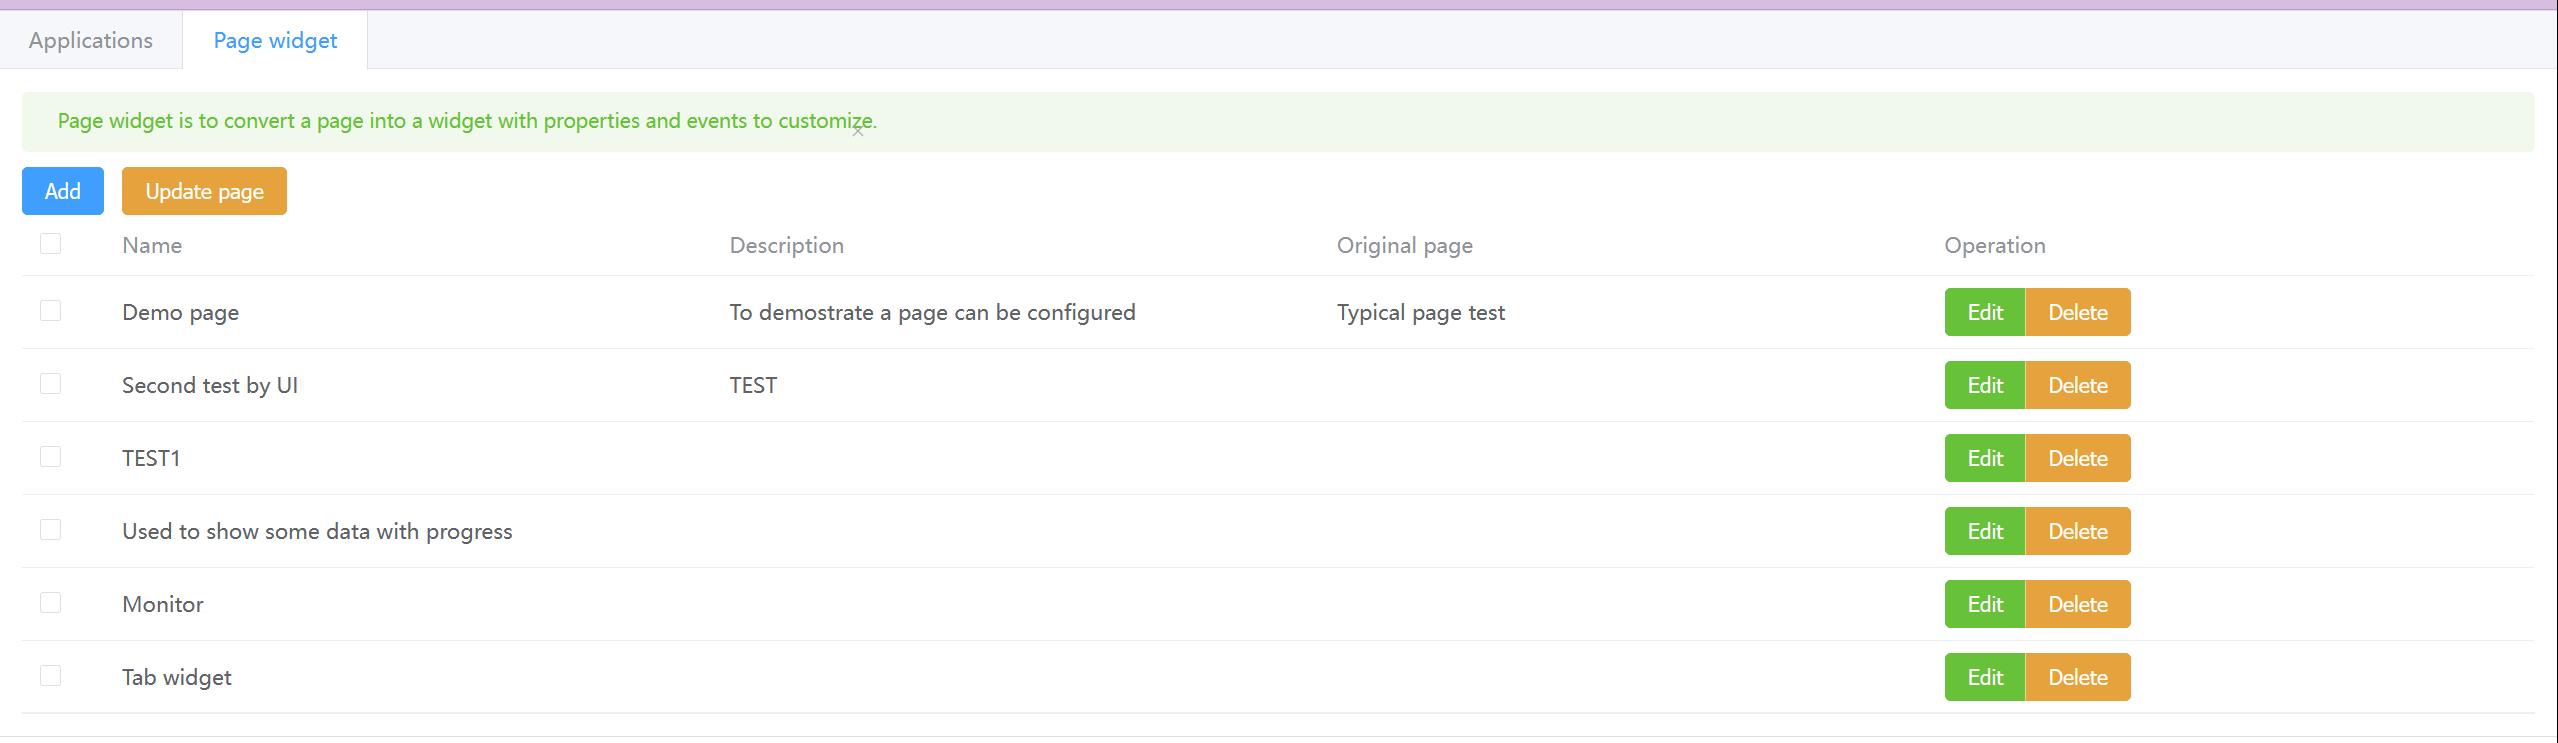 Applications Page widget
Page widget is to convert a page into a widget with properties and events to customize.
Add Update page
Name Description Original page Operation
Demo page To demostrate a page can be configured Typical page test Edit Delete
Second test by UI TEST Edit Delete
TEST1 Edit Delete
Used to show some data with progress Edit Delete
Monitor Edit Delete
Tab widget Edit Delete